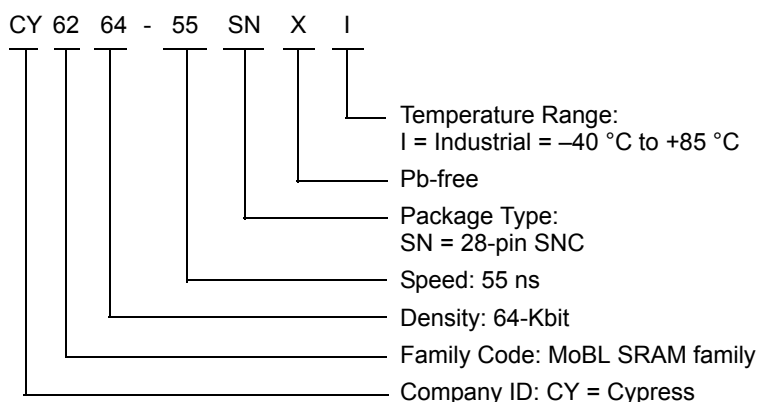 CY 62 64 - 55 SN X I
Temperature Range:
I = Industrial = –40 °C to +85 °C
Pb-free
Package Type:
SN = 28-pin SNC
Speed: 55 ns
Density: 64-Kbit
Family Code: MoBL SRAM family
Company ID: CY = Cypress